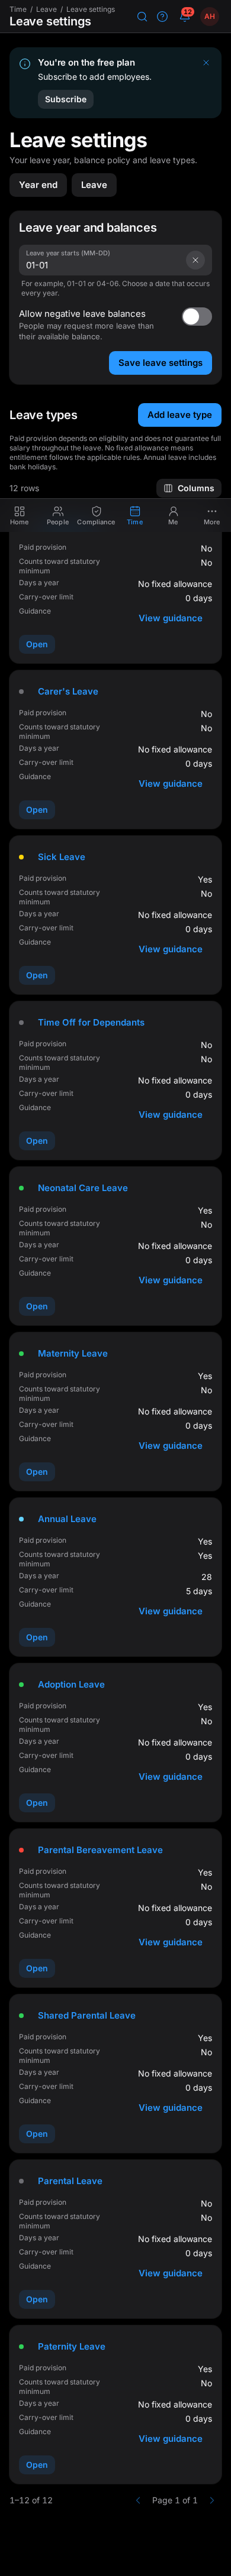 Time / Leave / Leave settings
Leave settings
12
AH
You're on the free plan
Subscribe to add employees.
Subscribe
Leave settings
Your leave year, balance policy and leave types.
Year end
Leave
Leave year and balances
Leave year starts (MM-DD)
01-01
For example, 01-01 or 04-06. Choose a date that occurs
every year.
Allow negative leave balances
People may request more leave than
their available balance.
Save leave settings
Leave types
Add leave type
Paid provision depends on eligibility and does not guarantee full
salary throughout the leave. No fixed allowance means
entitlement follows the applicable rules. Annual leave includes
bank holidays.
12 rows
Columns
Home
People
Compliance
Time
Me
More
Paid provision
No
Counts toward statutory
minimum
No
Days a year
No fixed allowance
Carry-over limit
0 days
Guidance
View guidance
Open
Carer's Leave
Paid provision
No
Counts toward statutory
minimum
No
Days a year
No fixed allowance
Carry-over limit
0 days
Guidance
View guidance
Open
Sick Leave
Paid provision
Yes
Counts toward statutory
minimum
No
Days a year
No fixed allowance
Carry-over limit
0 days
Guidance
View guidance
Open
Time Off for Dependants
Paid provision
No
Counts toward statutory
minimum
No
Days a year
No fixed allowance
Carry-over limit
0 days
Guidance
View guidance
Open
Neonatal Care Leave
Paid provision
Yes
Counts toward statutory
minimum
No
Days a year
No fixed allowance
Carry-over limit
0 days
Guidance
View guidance
Open
Maternity Leave
Paid provision
Yes
Counts toward statutory
minimum
No
Days a year
No fixed allowance
Carry-over limit
0 days
Guidance
View guidance
Open
Annual Leave
Paid provision
Yes
Counts toward statutory
minimum
Yes
Days a year
28
Carry-over limit
5 days
Guidance
View guidance
Open
Adoption Leave
Paid provision
Yes
Counts toward statutory
minimum
No
Days a year
No fixed allowance
Carry-over limit
0 days
Guidance
View guidance
Open
Parental Bereavement Leave
Paid provision
Yes
Counts toward statutory
minimum
No
Days a year
No fixed allowance
Carry-over limit
0 days
Guidance
View guidance
Open
Shared Parental Leave
Paid provision
Yes
Counts toward statutory
minimum
No
Days a year
No fixed allowance
Carry-over limit
0 days
Guidance
View guidance
Open
Parental Leave
Paid provision
No
Counts toward statutory
minimum
No
Days a year
No fixed allowance
Carry-over limit
0 days
Guidance
View guidance
Open
Paternity Leave
Paid provision
Yes
Counts toward statutory
minimum
No
Days a year
No fixed allowance
Carry-over limit
0 days
Guidance
View guidance
Open
1–12 of 12
Page 1 of 1